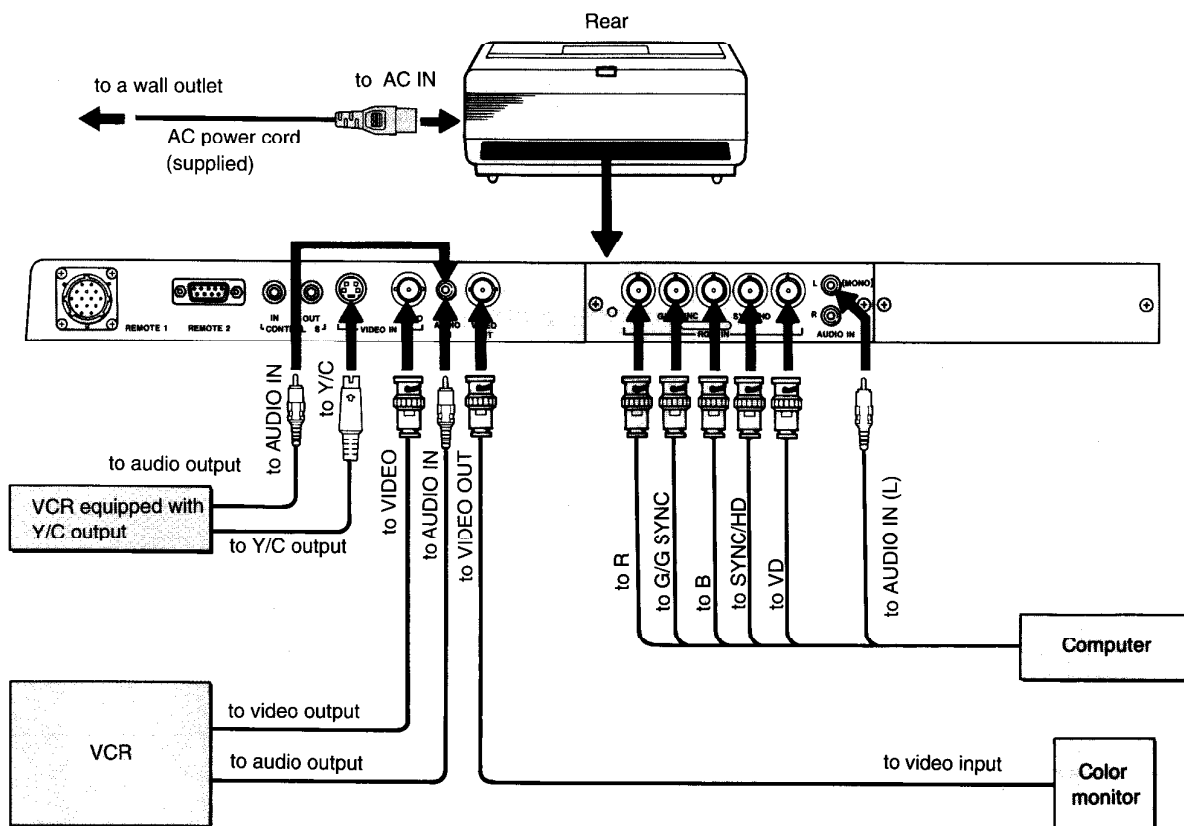 Rear
to a wall outlet
to AC IN
AC power cord
(supplied)
REMOTE 1
REMOTE 2
IN
OUT
CONTROL S
VIDEO IN
L
(MONO)
R
AUDIO IN
to AUDIO IN
to Y/C
to VIDEO
to AUDIO IN
to VIDEO OUT
to R
to G/G SYNC
to B
to SYNC/HD
to VD
to AUDIO IN (L)
to audio output
VCR equipped with
Y/C output
to Y/C output
Computer
VCR
to video output
to audio output
to video input
Color
monitor